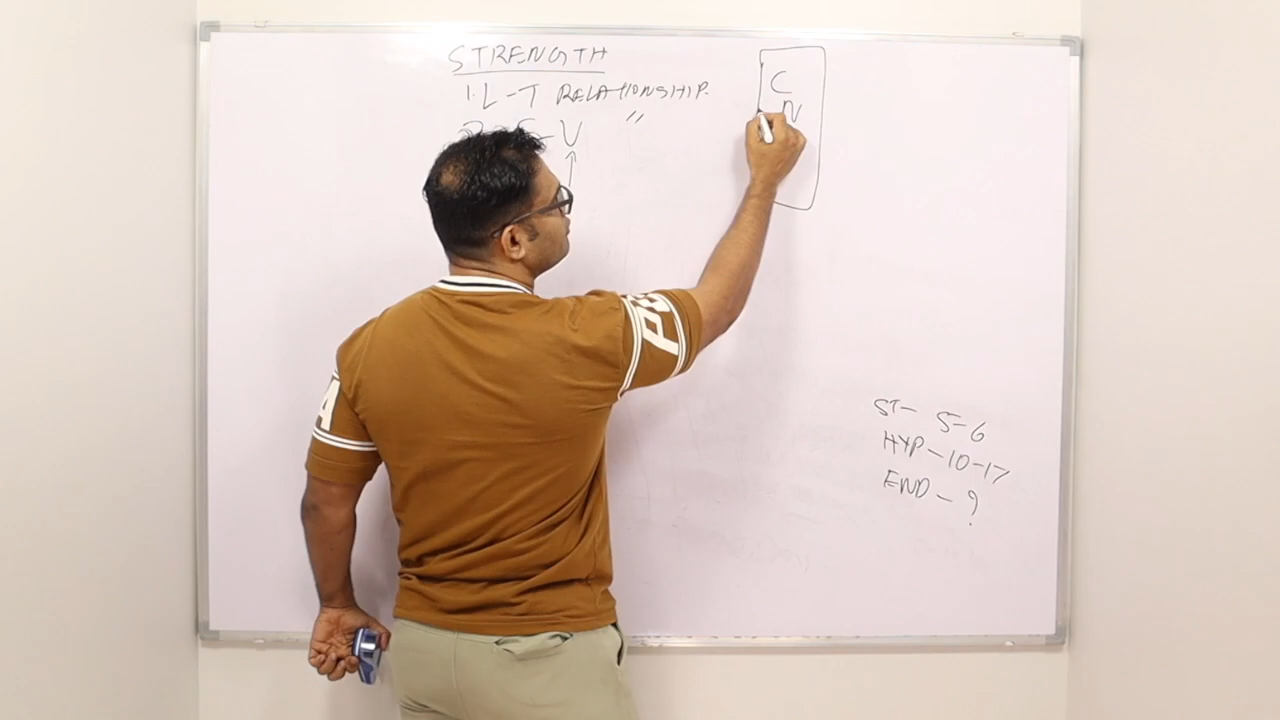 STRENGTH
1. L-T RELATIONSHIP.
V "
C
N
ST- 5-6
HYP-10-17
END - ?